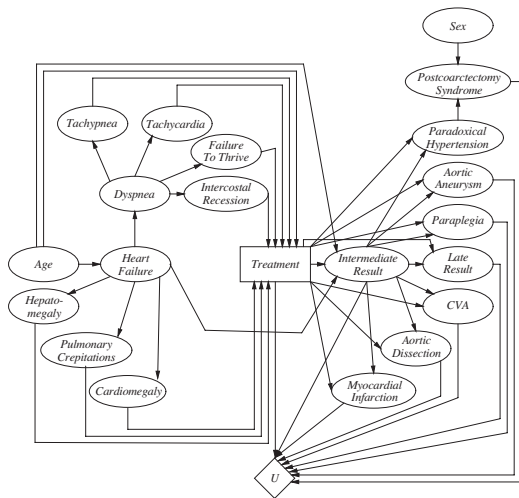 Sex
Postcoarctectomy
Syndrome
Tachypnea
Tachycardia
Failure
To Thrive
Paradoxical
Hypertension
Dyspnea
Intercostal
Recession
Aortic
Aneurysm
Paraplegia
Age
Heart
Failure
Treatment
Intermediate
Result
Late
Result
Hepato-
megaly
CVA
Pulmonary
Crepitations
Aortic
Dissection
Cardiomegaly
Myocardial
Infarction
U